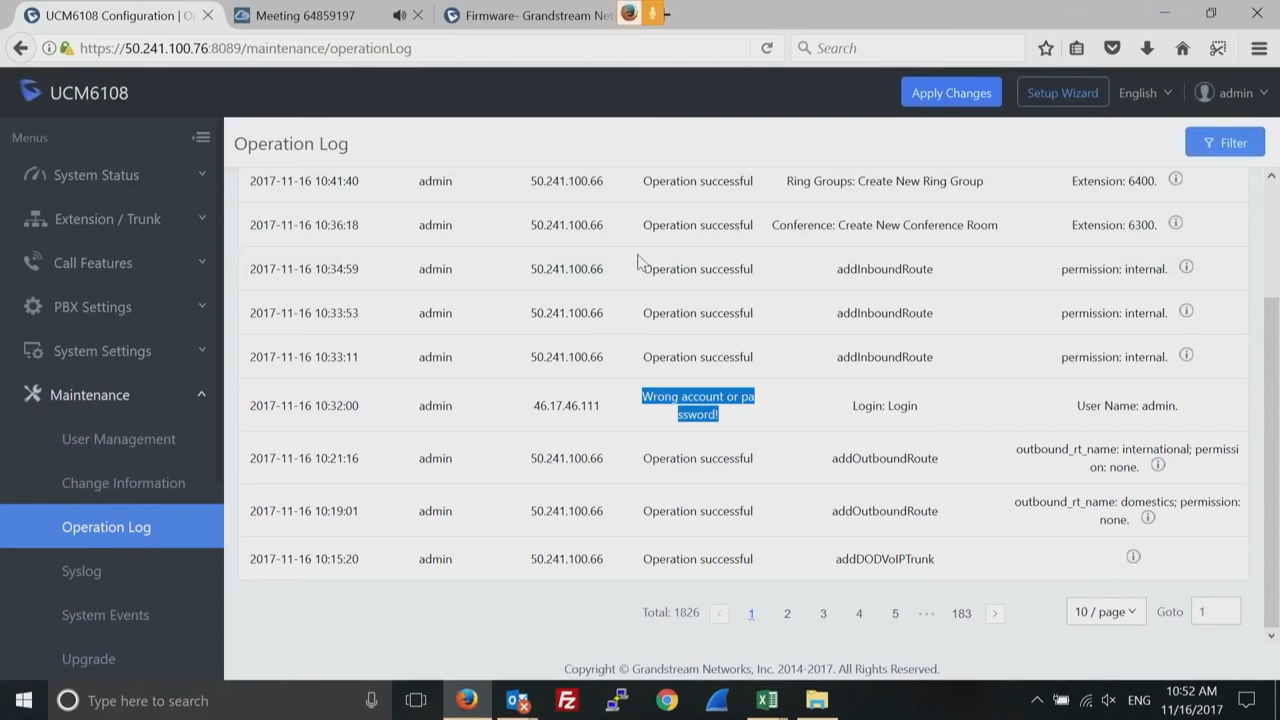 UCM6108 Configuration | O
Meeting 64859197
Firmware- Grandstream Net
https://50.241.100.76:8089/maintenance/operationLog
Search
UCM6108
Apply Changes
Setup Wizard
English
admin
Menus
System Status
Extension / Trunk
Call Features
PBX Settings
System Settings
Maintenance
User Management
Change Information
Operation Log
Syslog
System Events
Upgrade
Operation Log
Filter
2017-11-16 10:41:40 admin 50.241.100.66 Operation successful Ring Groups: Create New Ring Group Extension: 6400.
2017-11-16 10:36:18 admin 50.241.100.66 Operation successful Conference: Create New Conference Room Extension: 6300.
2017-11-16 10:34:59 admin 50.241.100.66 Operation successful addInboundRoute permission: internal.
2017-11-16 10:33:53 admin 50.241.100.66 Operation successful addInboundRoute permission: internal.
2017-11-16 10:33:11 admin 50.241.100.66 Operation successful addInboundRoute permission: internal.
2017-11-16 10:32:00 admin 46.17.46.111 Wrong account or pa
ssword! Login: Login User Name: admin.
2017-11-16 10:21:16 admin 50.241.100.66 Operation successful addOutboundRoute outbound_rt_name: international; permissi
on: none.
2017-11-16 10:19:01 admin 50.241.100.66 Operation successful addOutboundRoute outbound_rt_name: domestics; permission:
none.
2017-11-16 10:15:20 admin 50.241.100.66 Operation successful addDODVoIPTrunk
Total: 1826 < 1 2 3 4 5 ••• 183 > 10 / page Goto 1
Copyright © Grandstream Networks, Inc. 2014-2017. All Rights Reserved.
Type here to search
ENG
10:52 AM
11/16/2017